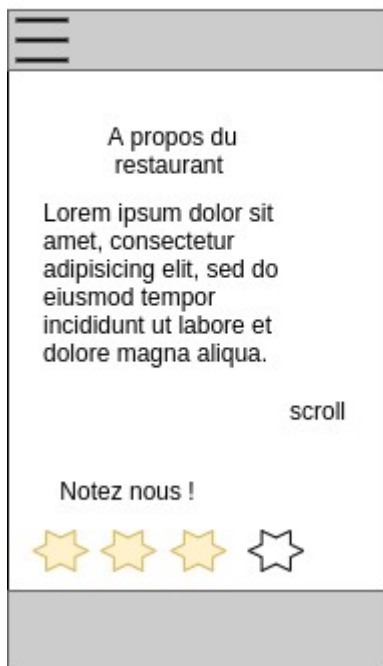 A propos du
restaurant
Lorem ipsum dolor sit
amet, consectetur
adipisicing elit, sed do
eiusmod tempor
incididunt ut labore et
dolore magna aliqua.
scroll
Notez nous !